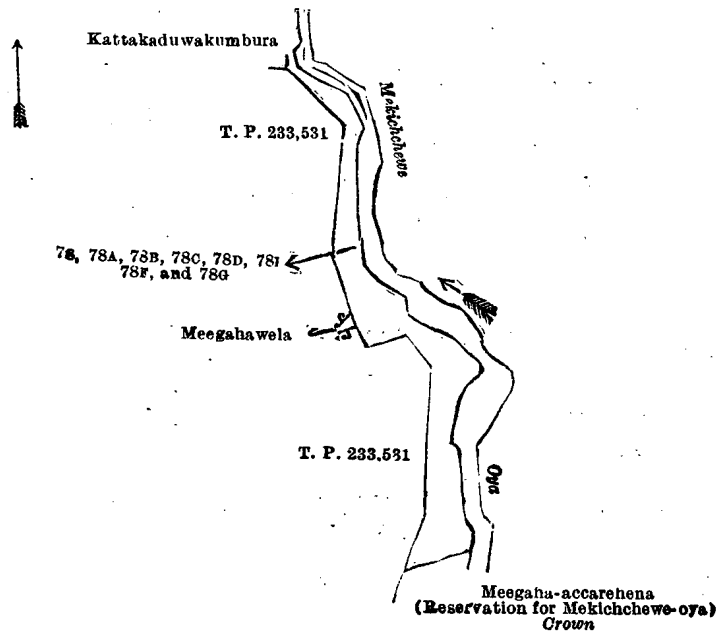 Kattakaduwakumbura
Mekichchewe
T. P. 233,531
78, 78A, 78B, 78C, 78D, 78I
78F, and 78G
Meegahawela
T. P. 233,531
Oya
Meegaha-accarehena
(Reservation for Mekichchewe-oya)
Crown